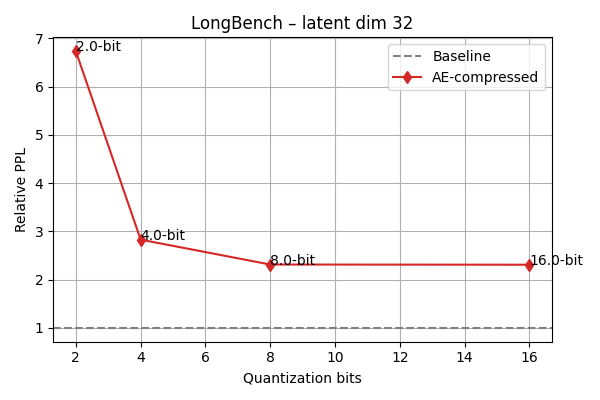 LongBench – latent dim 32
Baseline
AE-compressed
Relative PPL
7
6
5
4
3
2
1
2.0-bit
4.0-bit
8.0-bit
16.0-bit
2
4
6
8
10
12
14
16
Quantization bits